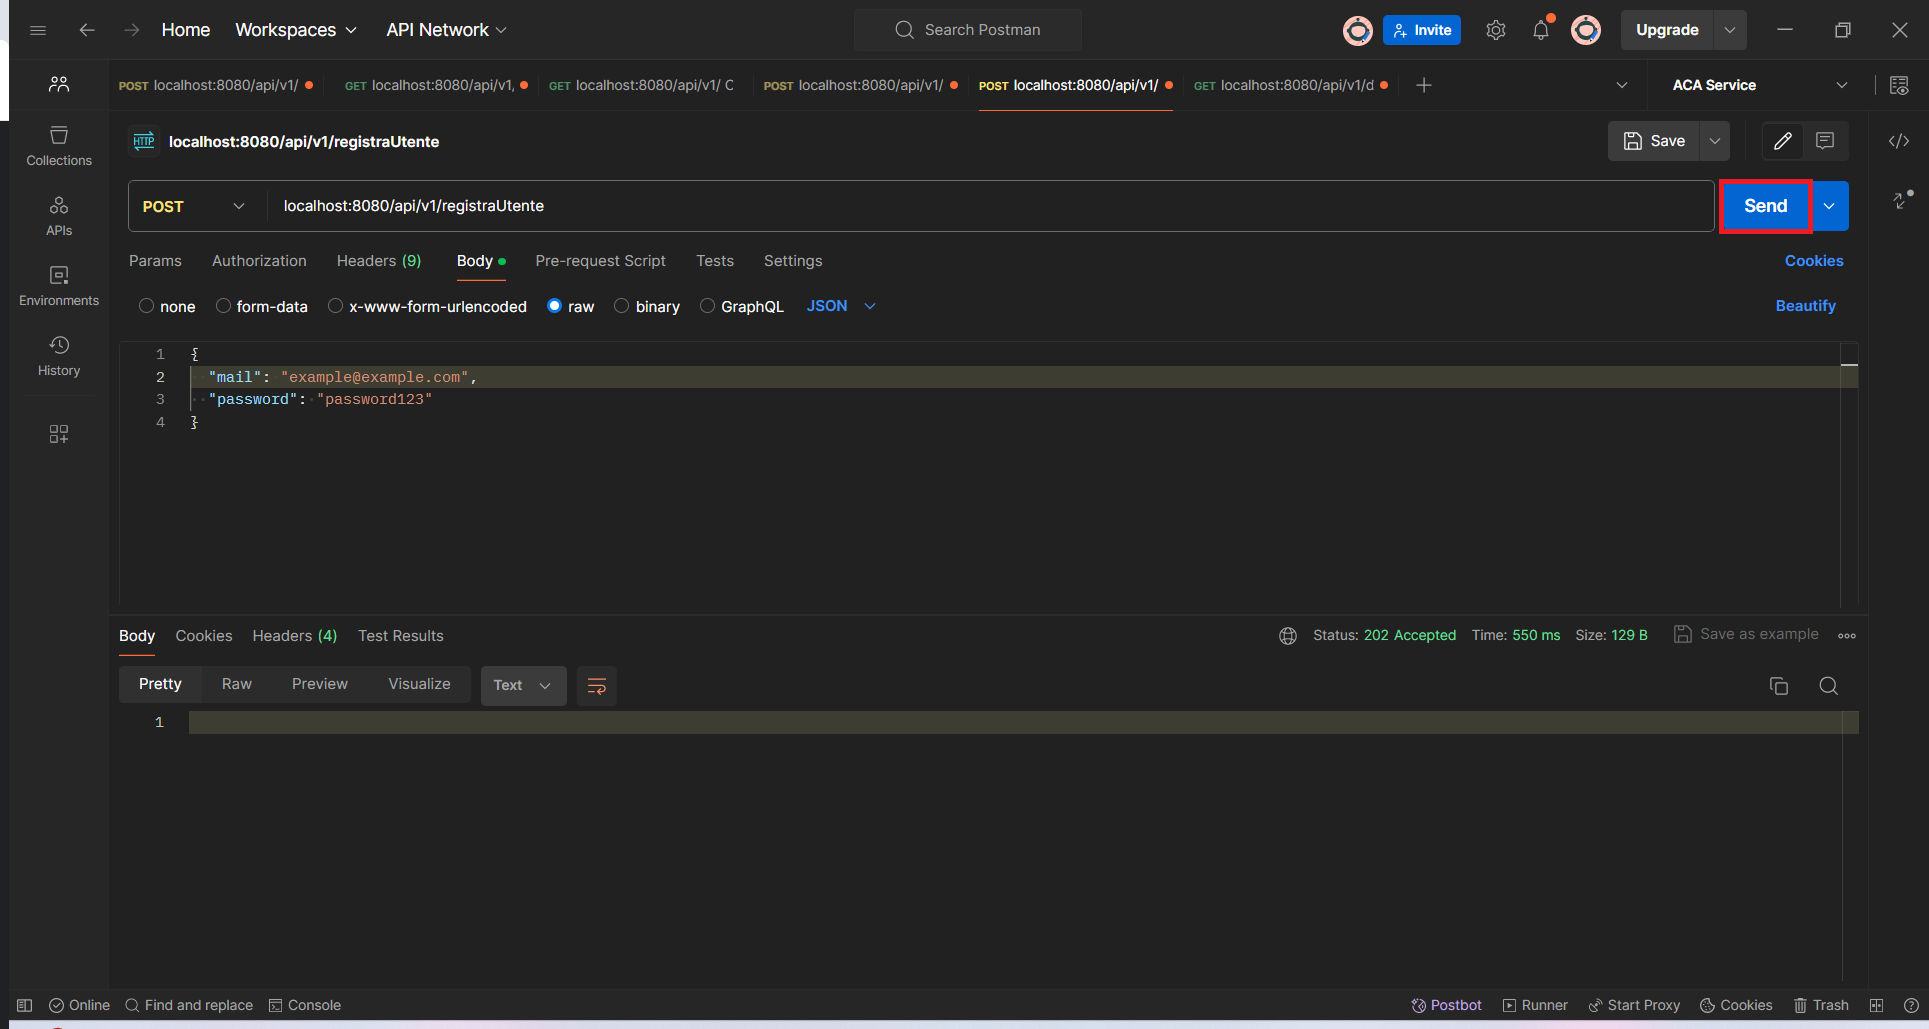 Home Workspaces API Network Search Postman Invite Upgrade
POST localhost:8080/api/v1/ GET localhost:8080/api/v1, GET localhost:8080/api/v1/ C POST localhost:8080/api/v1/ POST localhost:8080/api/v1/ GET localhost:8080/api/v1/d ACA Service
HTTP localhost:8080/api/v1/registraUtente Save
Collections
POST localhost:8080/api/v1/registraUtente Send
APIs
Params Authorization Headers (9) Body Pre-request Script Tests Settings Cookies
Environments
none form-data x-www-form-urlencoded raw binary GraphQL JSON Beautify
History
1 {
2 "mail": "example@example.com",
3 "password": "password123"
4 }
Body Cookies Headers (4) Test Results Status: 202 Accepted Time: 550 ms Size: 129 B Save as example
Pretty Raw Preview Visualize Text
1
Online Find and replace Console Postbot Runner Start Proxy Cookies Trash